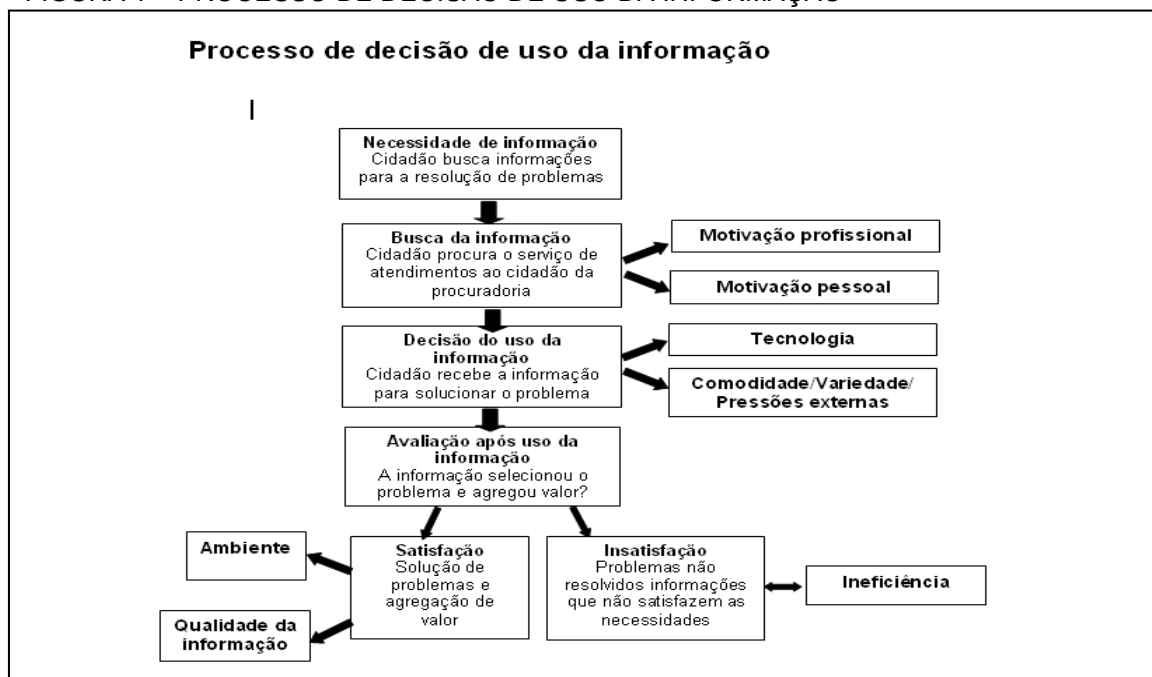 Processo de decisão de uso da informação
Necessidade de informação
Cidadão busca informações
para a resolução de problemas
Busca da informação
Cidadão procura o serviço de
atendimentos ao cidadão da
procuradoria
Motivação profissional
Motivação pessoal
Decisão do uso da
informação
Cidadão recebe a informação
para solucionar o problema
Tecnologia
Comodidade/Variedade/
Pressões externas
Avaliação após uso da
informação
A informação selecionou o
problema e agregou valor?
Ambiente
Qualidade da
informação
Satisfação
Solução de
problemas e
agregação de
valor
Insatisfação
Problemas não
resolvidos informações
que não satisfazem as
necessidades
Ineficiência